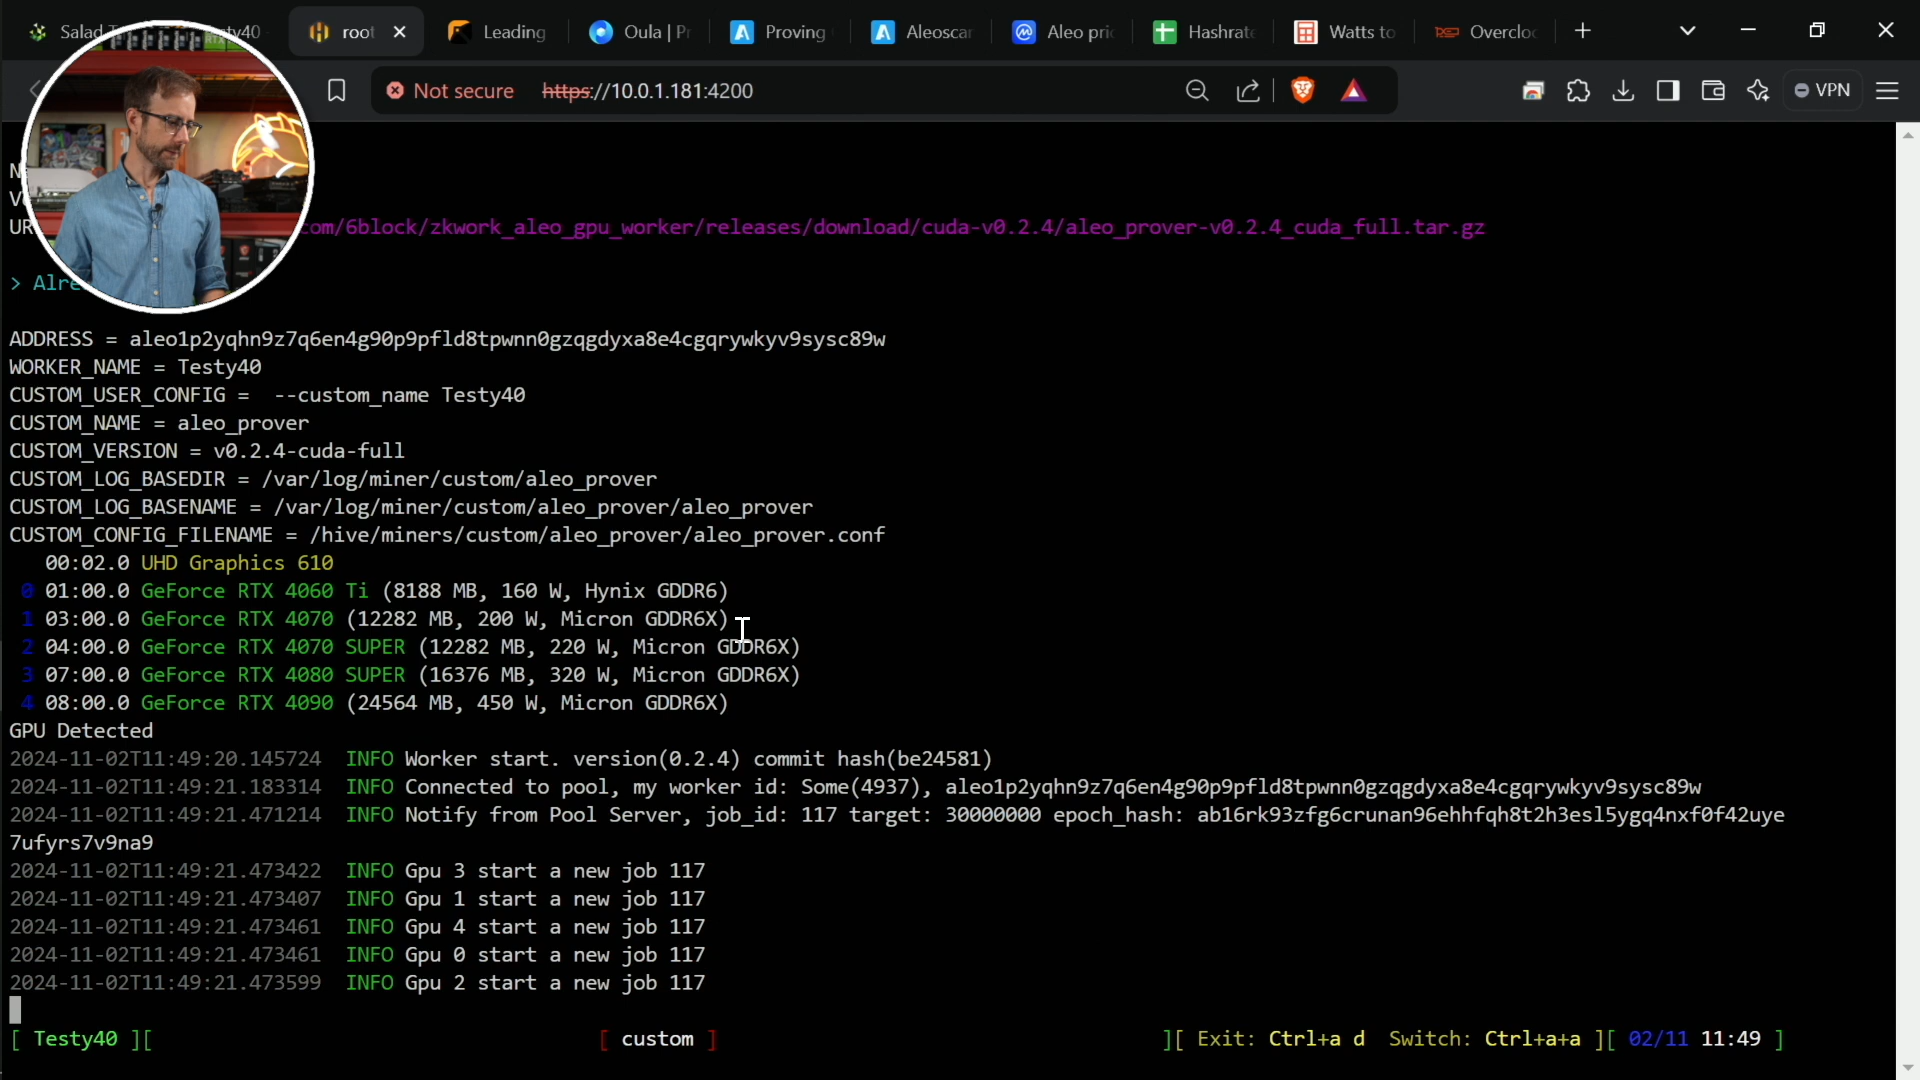 Salad
ty40
root
Leading
Oula | Pr
Proving
Aleoscan
Aleo pric
Hashrate
Watts to
Overcloc
Not secure https://10.0.1.181:4200
VPN
UR
com/6block/zkwork_aleo_gpu_worker/releases/download/cuda-v0.2.4/aleo_prover-v0.2.4_cuda_full.tar.gz
> Alre
ADDRESS = aleo1p2yqhn9z7q6en4g90p9pfld8tpwnn0gzqgdyxa8e4cgqrywkyv9sysc89w
WORKER_NAME = Testy40
CUSTOM_USER_CONFIG =  --custom_name Testy40
CUSTOM_NAME = aleo_prover
CUSTOM_VERSION = v0.2.4-cuda-full
CUSTOM_LOG_BASEDIR = /var/log/miner/custom/aleo_prover
CUSTOM_LOG_BASENAME = /var/log/miner/custom/aleo_prover/aleo_prover
CUSTOM_CONFIG_FILENAME = /hive/miners/custom/aleo_prover/aleo_prover.conf
00:02.0 UHD Graphics 610
0 01:00.0 GeForce RTX 4060 Ti (8188 MB, 160 W, Hynix GDDR6)
1 03:00.0 GeForce RTX 4070 (12282 MB, 200 W, Micron GDDR6X)
2 04:00.0 GeForce RTX 4070 SUPER (12282 MB, 220 W, Micron GDDR6X)
3 07:00.0 GeForce RTX 4080 SUPER (16376 MB, 320 W, Micron GDDR6X)
4 08:00.0 GeForce RTX 4090 (24564 MB, 450 W, Micron GDDR6X)
GPU Detected
2024-11-02T11:49:20.145724  INFO Worker start. version(0.2.4) commit hash(be24581)
2024-11-02T11:49:21.183314  INFO Connected to pool, my worker id: Some(4937), aleo1p2yqhn9z7q6en4g90p9pfld8tpwnn0gzqgdyxa8e4cgqrywkyv9sysc89w
2024-11-02T11:49:21.471214  INFO Notify from Pool Server, job_id: 117 target: 30000000 epoch_hash: ab16rk93zfg6crunan96ehhfqh8t2h3esl5ygq4nxf0f42uye
7ufyrs7v9na9
2024-11-02T11:49:21.473422  INFO Gpu 3 start a new job 117
2024-11-02T11:49:21.473407  INFO Gpu 1 start a new job 117
2024-11-02T11:49:21.473461  INFO Gpu 4 start a new job 117
2024-11-02T11:49:21.473461  INFO Gpu 0 start a new job 117
2024-11-02T11:49:21.473599  INFO Gpu 2 start a new job 117
[ Testy40 ][ [ custom ] ][ Exit: Ctrl+a d  Switch: Ctrl+a+a ][ 02/11 11:49 ]